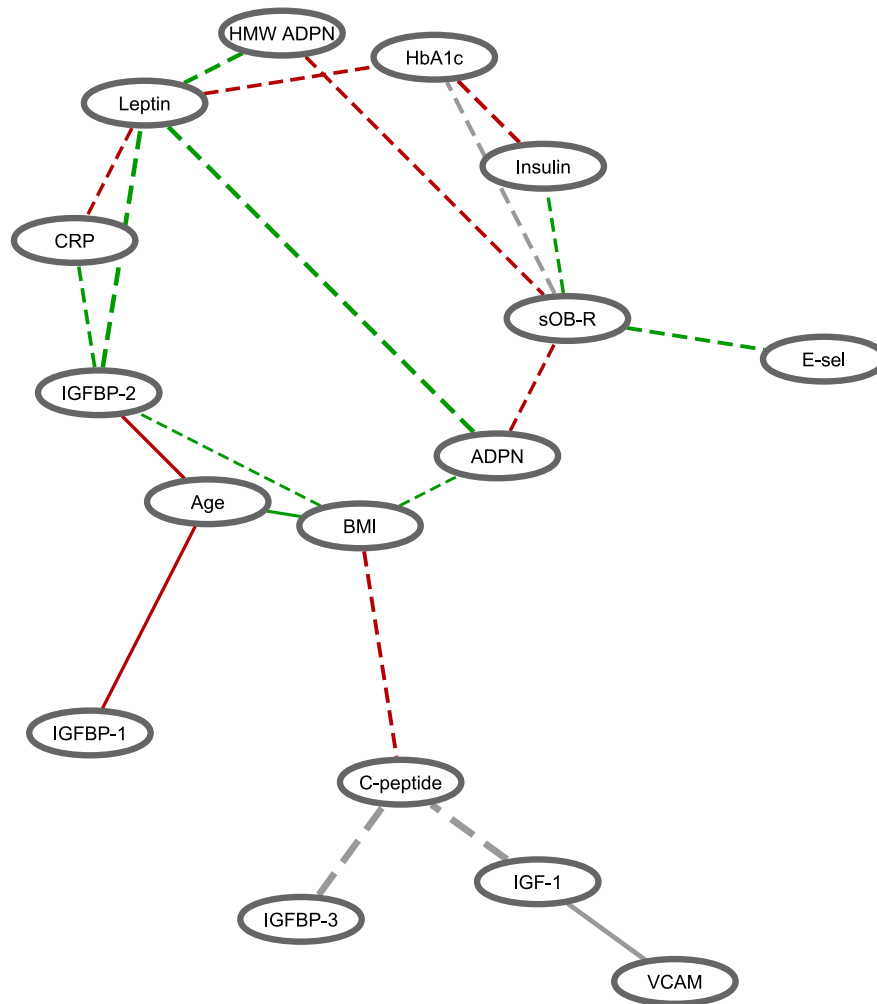 HMW ADPN
HbA1c
Leptin
Insulin
CRP
sOB-R
E-sel
IGFBP-2
ADPN
Age
BMI
IGFBP-1
C-peptide
IGF-1
IGFBP-3
VCAM